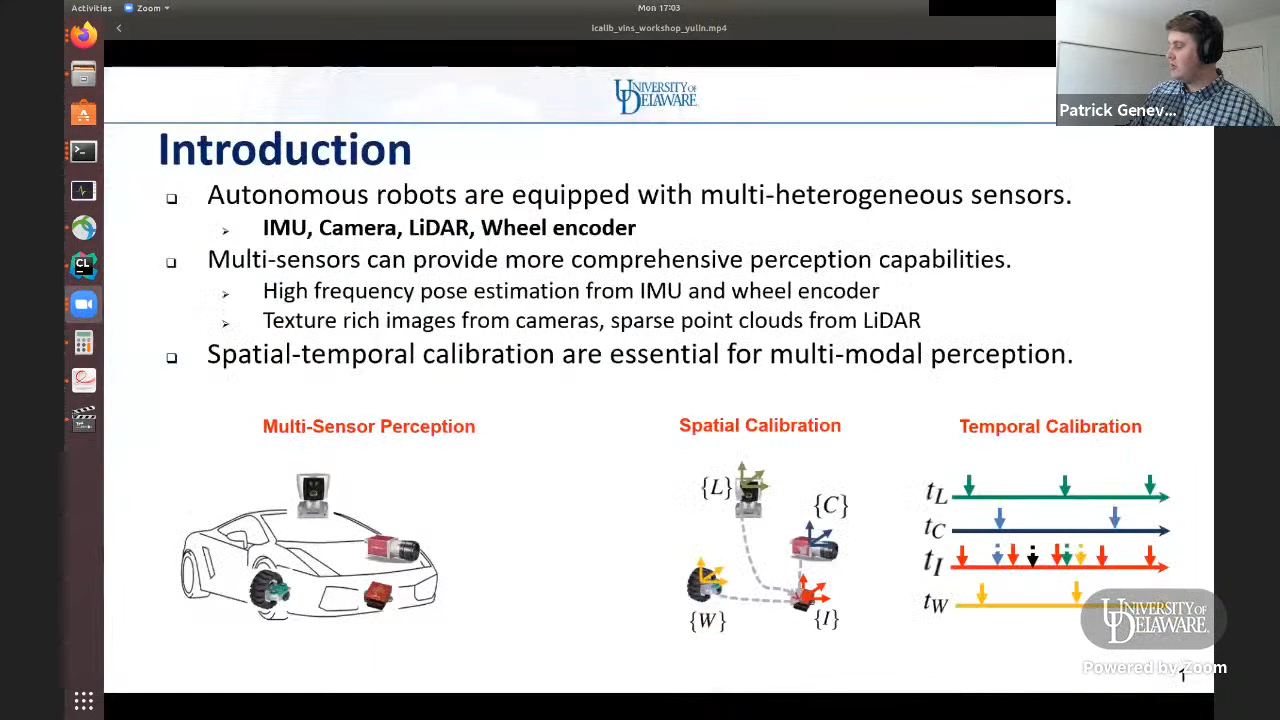 Activities
Zoom
Mon 17:03
icalib_vins_workshop_yulin.mp4
Patrick Genev...
UNIVERSITY OF
DELAWARE
Introduction
Autonomous robots are equipped with multi-heterogeneous sensors.
IMU, Camera, LiDAR, Wheel encoder
Multi-sensors can provide more comprehensive perception capabilities.
High frequency pose estimation from IMU and wheel encoder
Texture rich images from cameras, sparse point clouds from LiDAR
Spatial-temporal calibration are essential for multi-modal perception.
Multi-Sensor Perception
Spatial Calibration
Temporal Calibration
{L}
{C}
{W}
{I}
tL
tC
tI
tW
UNIVERSITY OF
DELAWARE
Powered by Zoom
1
CL